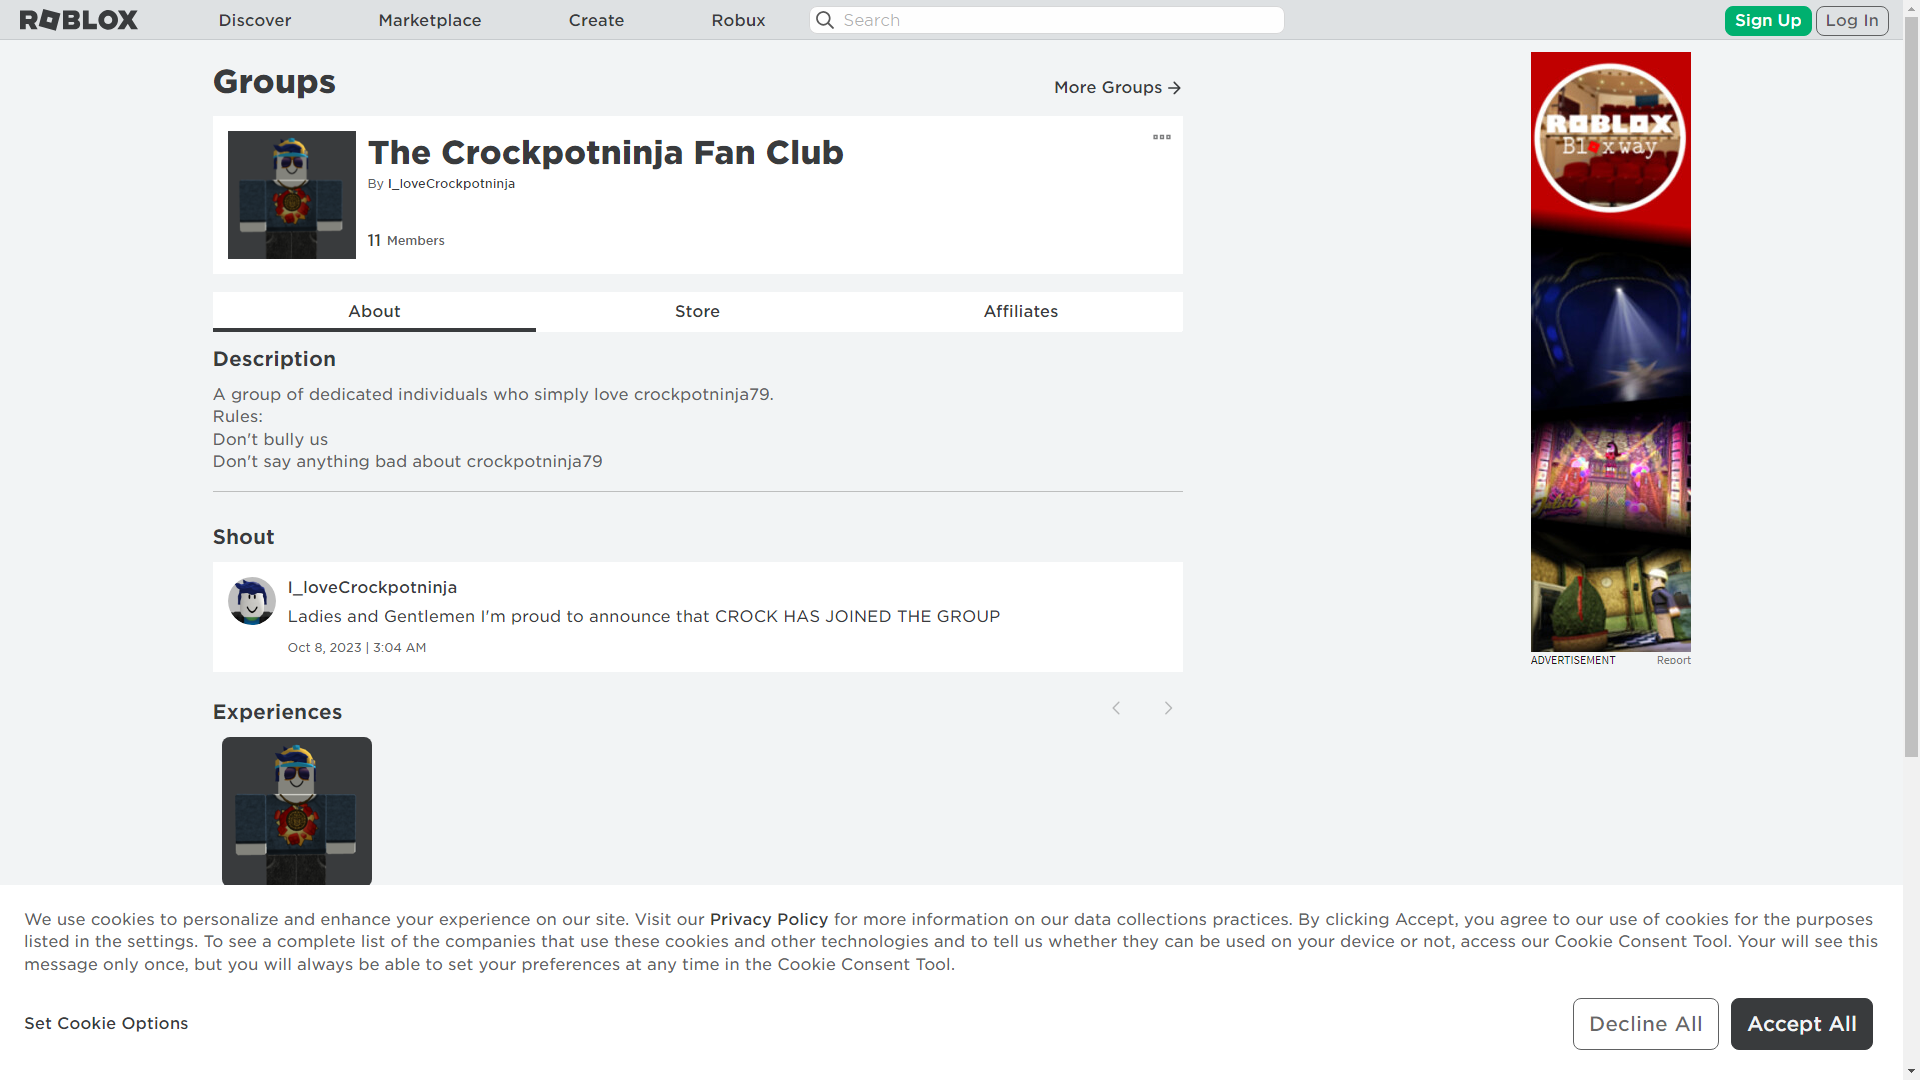 ROBLOX
Discover
Marketplace
Create
Robux
Search
Sign Up
Log In
Groups
More Groups
The Crockpotninja Fan Club
By I_loveCrockpotninja
11 Members
About
Store
Affiliates
Description
A group of dedicated individuals who simply love crockpotninja79.
Rules:
Don't bully us
Don't say anything bad about crockpotninja79
Shout
I_loveCrockpotninja
Ladies and Gentlemen I'm proud to announce that CROCK HAS JOINED THE GROUP
Oct 8, 2023 | 3:04 AM
Experiences
ROBLOX
Bloxway
ADVERTISEMENT
Report
We use cookies to personalize and enhance your experience on our site. Visit our Privacy Policy for more information on our data collections practices. By clicking Accept, you agree to our use of cookies for the purposes
listed in the settings. To see a complete list of the companies that use these cookies and other technologies and to tell us whether they can be used on your device or not, access our Cookie Consent Tool. Your will see this
message only once, but you will always be able to set your preferences at any time in the Cookie Consent Tool.
Set Cookie Options
Decline All
Accept All